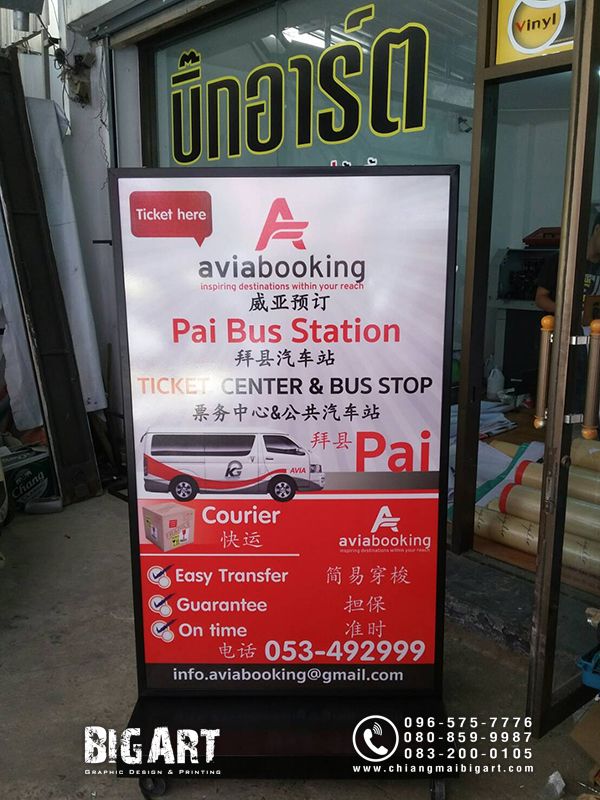 Vinyl
บิ๊กอาร์ต
Ticket here
aviabooking
inspiring destinations within your reach
威亚预订
Pai Bus Station
拜县汽车站
TICKET CENTER & BUS STOP
票务中心&公共汽车站
拜县 Pai
AVIA
Courier
快运
aviabooking
inspiring destinations within your reach
Easy Transfer 简易穿梭
Guarantee 担保
On time 准时
电话 053-492999
info.aviabooking@gmail.com
BIGART
GRAPHIC DESIGN & PRINTING
096-575-7776
080-859-9987
083-200-0105
www.chiangmaibigart.com